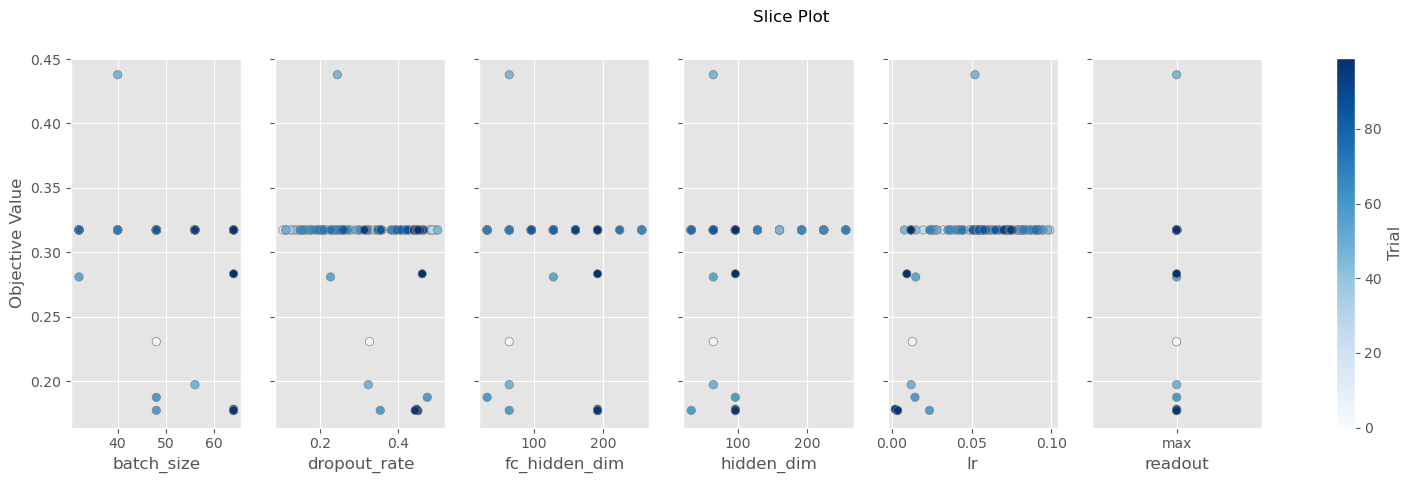 Slice Plot
Objective Value
0.45
0.40
0.35
0.30
0.25
0.20
40 50 60
batch_size
0.2 0.4
dropout_rate
100 200
fc_hidden_dim
100 200
hidden_dim
0.00 0.05 0.10
lr
max
readout
80
60
40
20
0
Trial